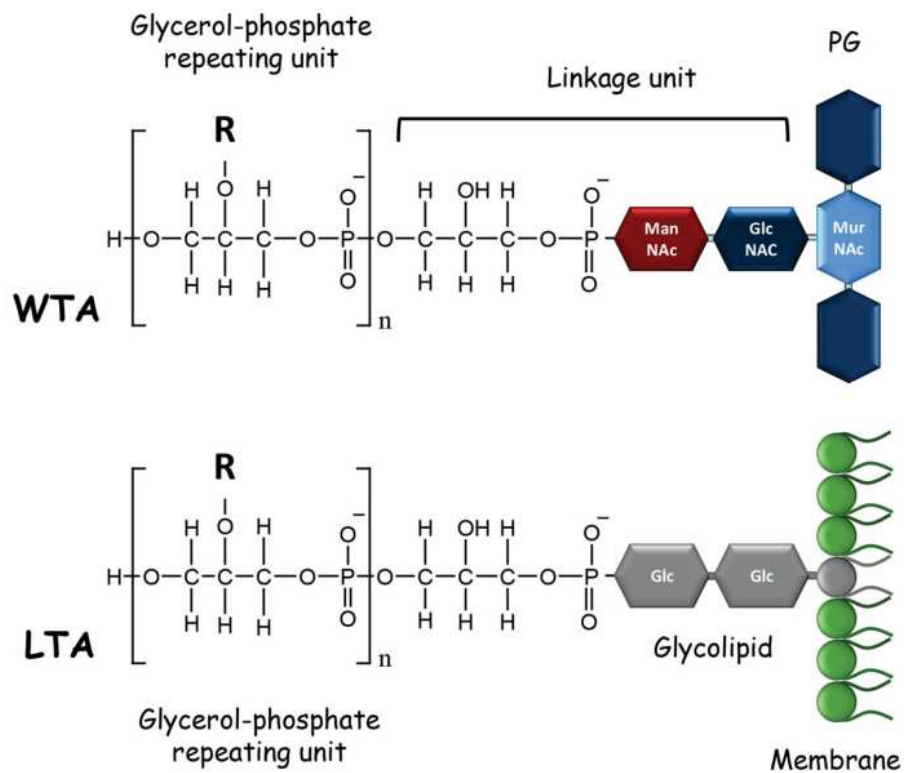 Glycerol-phosphate
repeating unit
PG
Linkage unit
R
H H
O O⁻
OH
H H
O⁻
H–O–C–C–C–O–P–O–C–C–C–O–P
Man
NAc
Glc
NAC
Mur
NAc
H H H
O
H H H
O
n
WTA
R
H H
O O⁻
OH
H H
O⁻
H–O–C–C–C–O–P–O–C–C–C–O–P
Glc
Glc
H H H
O
H H H
O
n
LTA
Glycolipid
Glycerol-phosphate
repeating unit
Membrane